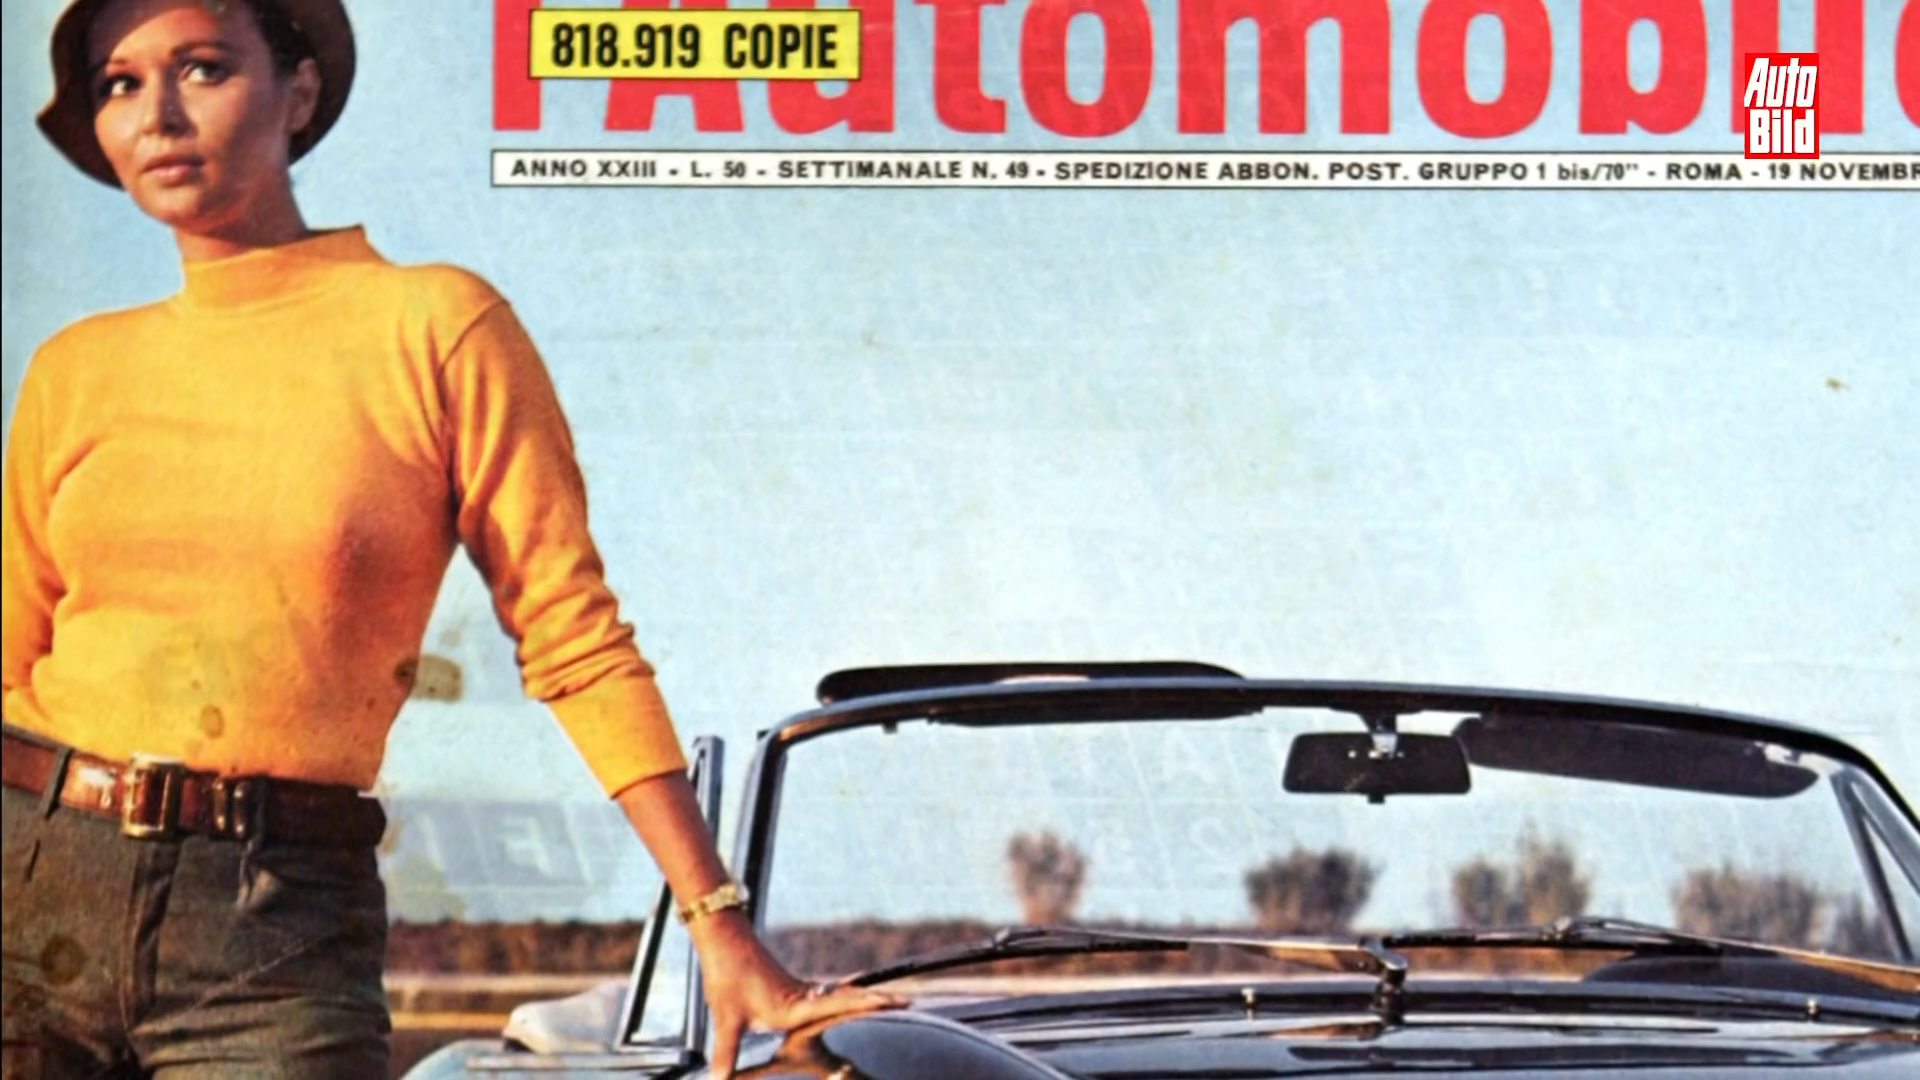 l'Automobile
818.919 COPIE
Auto
Bild
ANNO XXIII - L. 50 - SETTIMANALE N. 49 - SPEDIZIONE ABBON. POST. GRUPPO 1 bis/70" - ROMA - 19 NOVEMBR